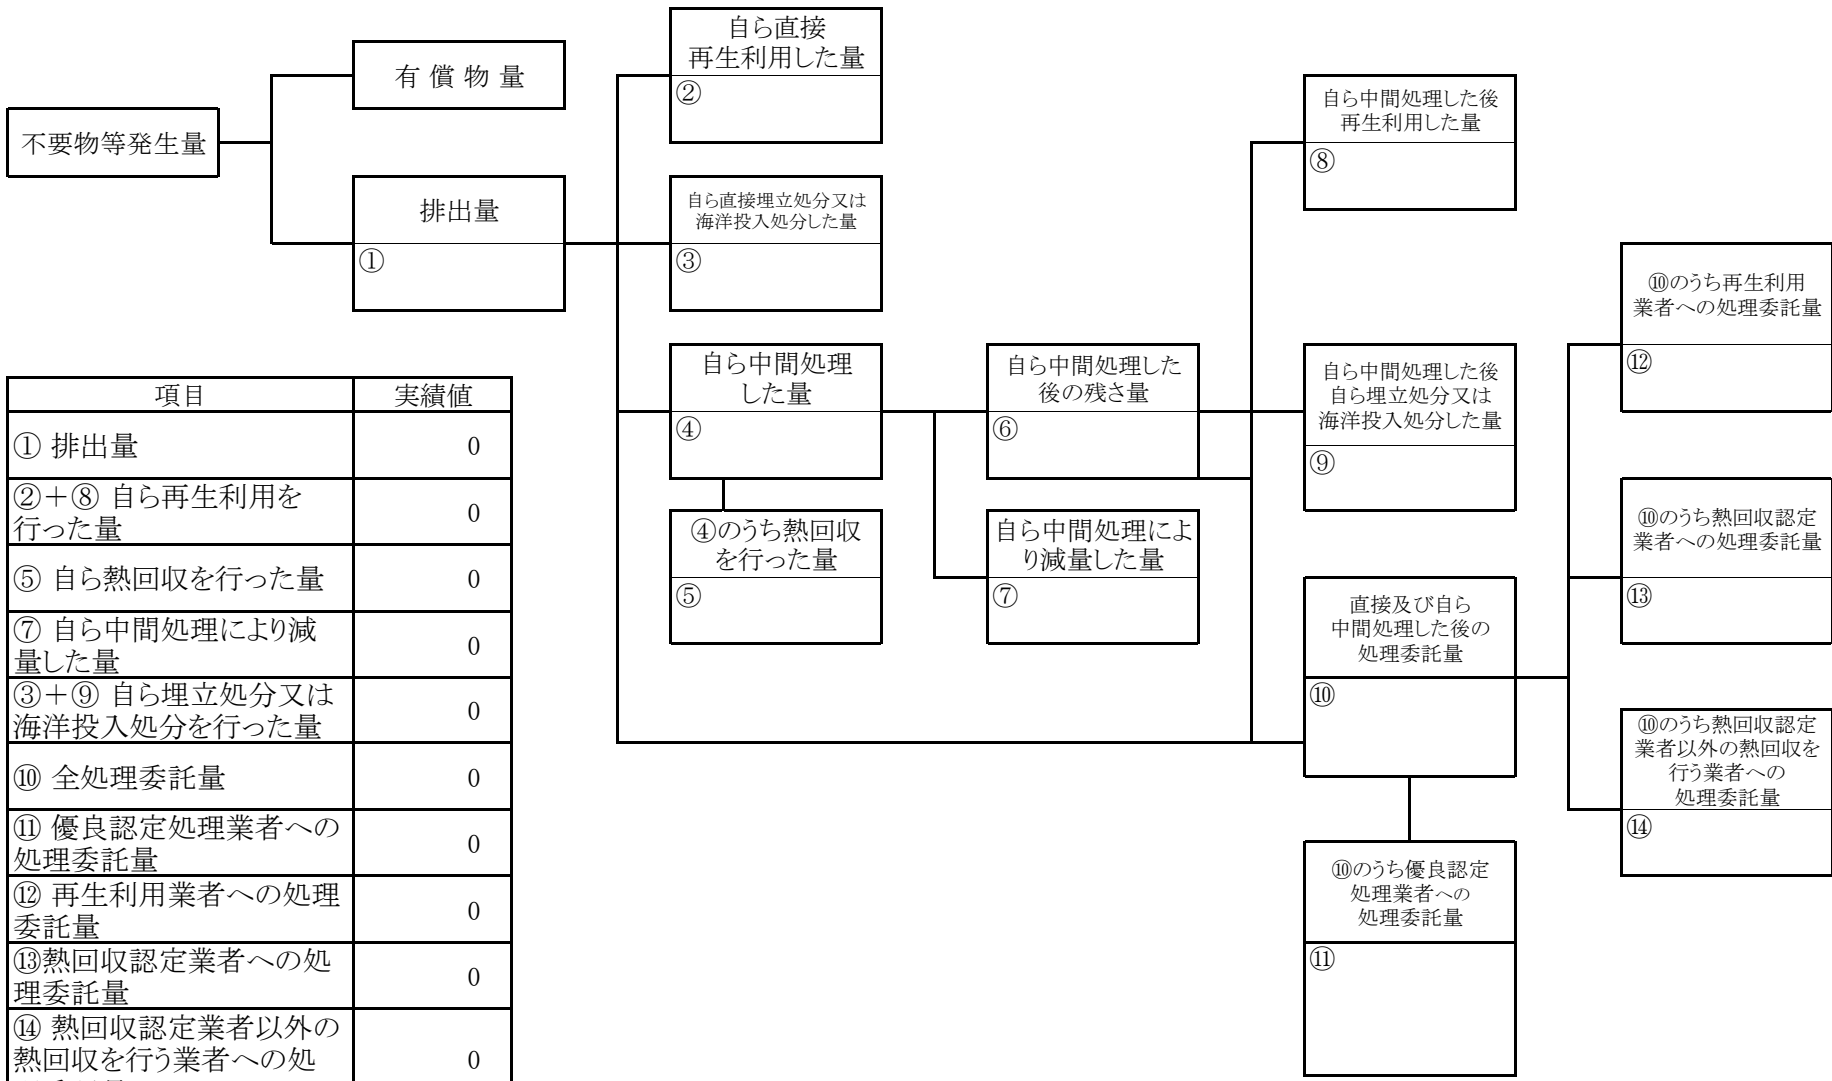 不要物等発生量
有 償 物 量
排出量
①
自ら直接
再生利用した量
②
自ら直接埋立処分又は
海洋投入処分した量
③
自ら中間処理
した量
④
④のうち熱回収
を行った量
⑤
自ら中間処理した
後の残さ量
⑥
自ら中間処理によ
り減量した量
⑦
自ら中間処理した後
再生利用した量
⑧
自ら中間処理した後
自ら埋立処分又は
海洋投入処分した量
⑨
直接及び自ら
中間処理した後の
処理委託量
⑩
⑩のうち優良認定
処理業者への
処理委託量
⑪
⑩のうち再生利用
業者への処理委託量
⑫
⑩のうち熱回収認定
業者への処理委託量
⑬
⑩のうち熱回収認定
業者以外の熱回収を
行う業者への
処理委託量
⑭
項目 実績値
① 排出量 0
②＋⑧ 自ら再生利用を
行った量 0
⑤ 自ら熱回収を行った量 0
⑦ 自ら中間処理により減
量した量 0
③＋⑨ 自ら埋立処分又は
海洋投入処分を行った量 0
⑩ 全処理委託量 0
⑪ 優良認定処理業者への
処理委託量 0
⑫ 再生利用業者への処理
委託量 0
⑬熱回収認定業者への処
理委託量 0
⑭ 熱回収認定業者以外の
熱回収を行う業者への処 0